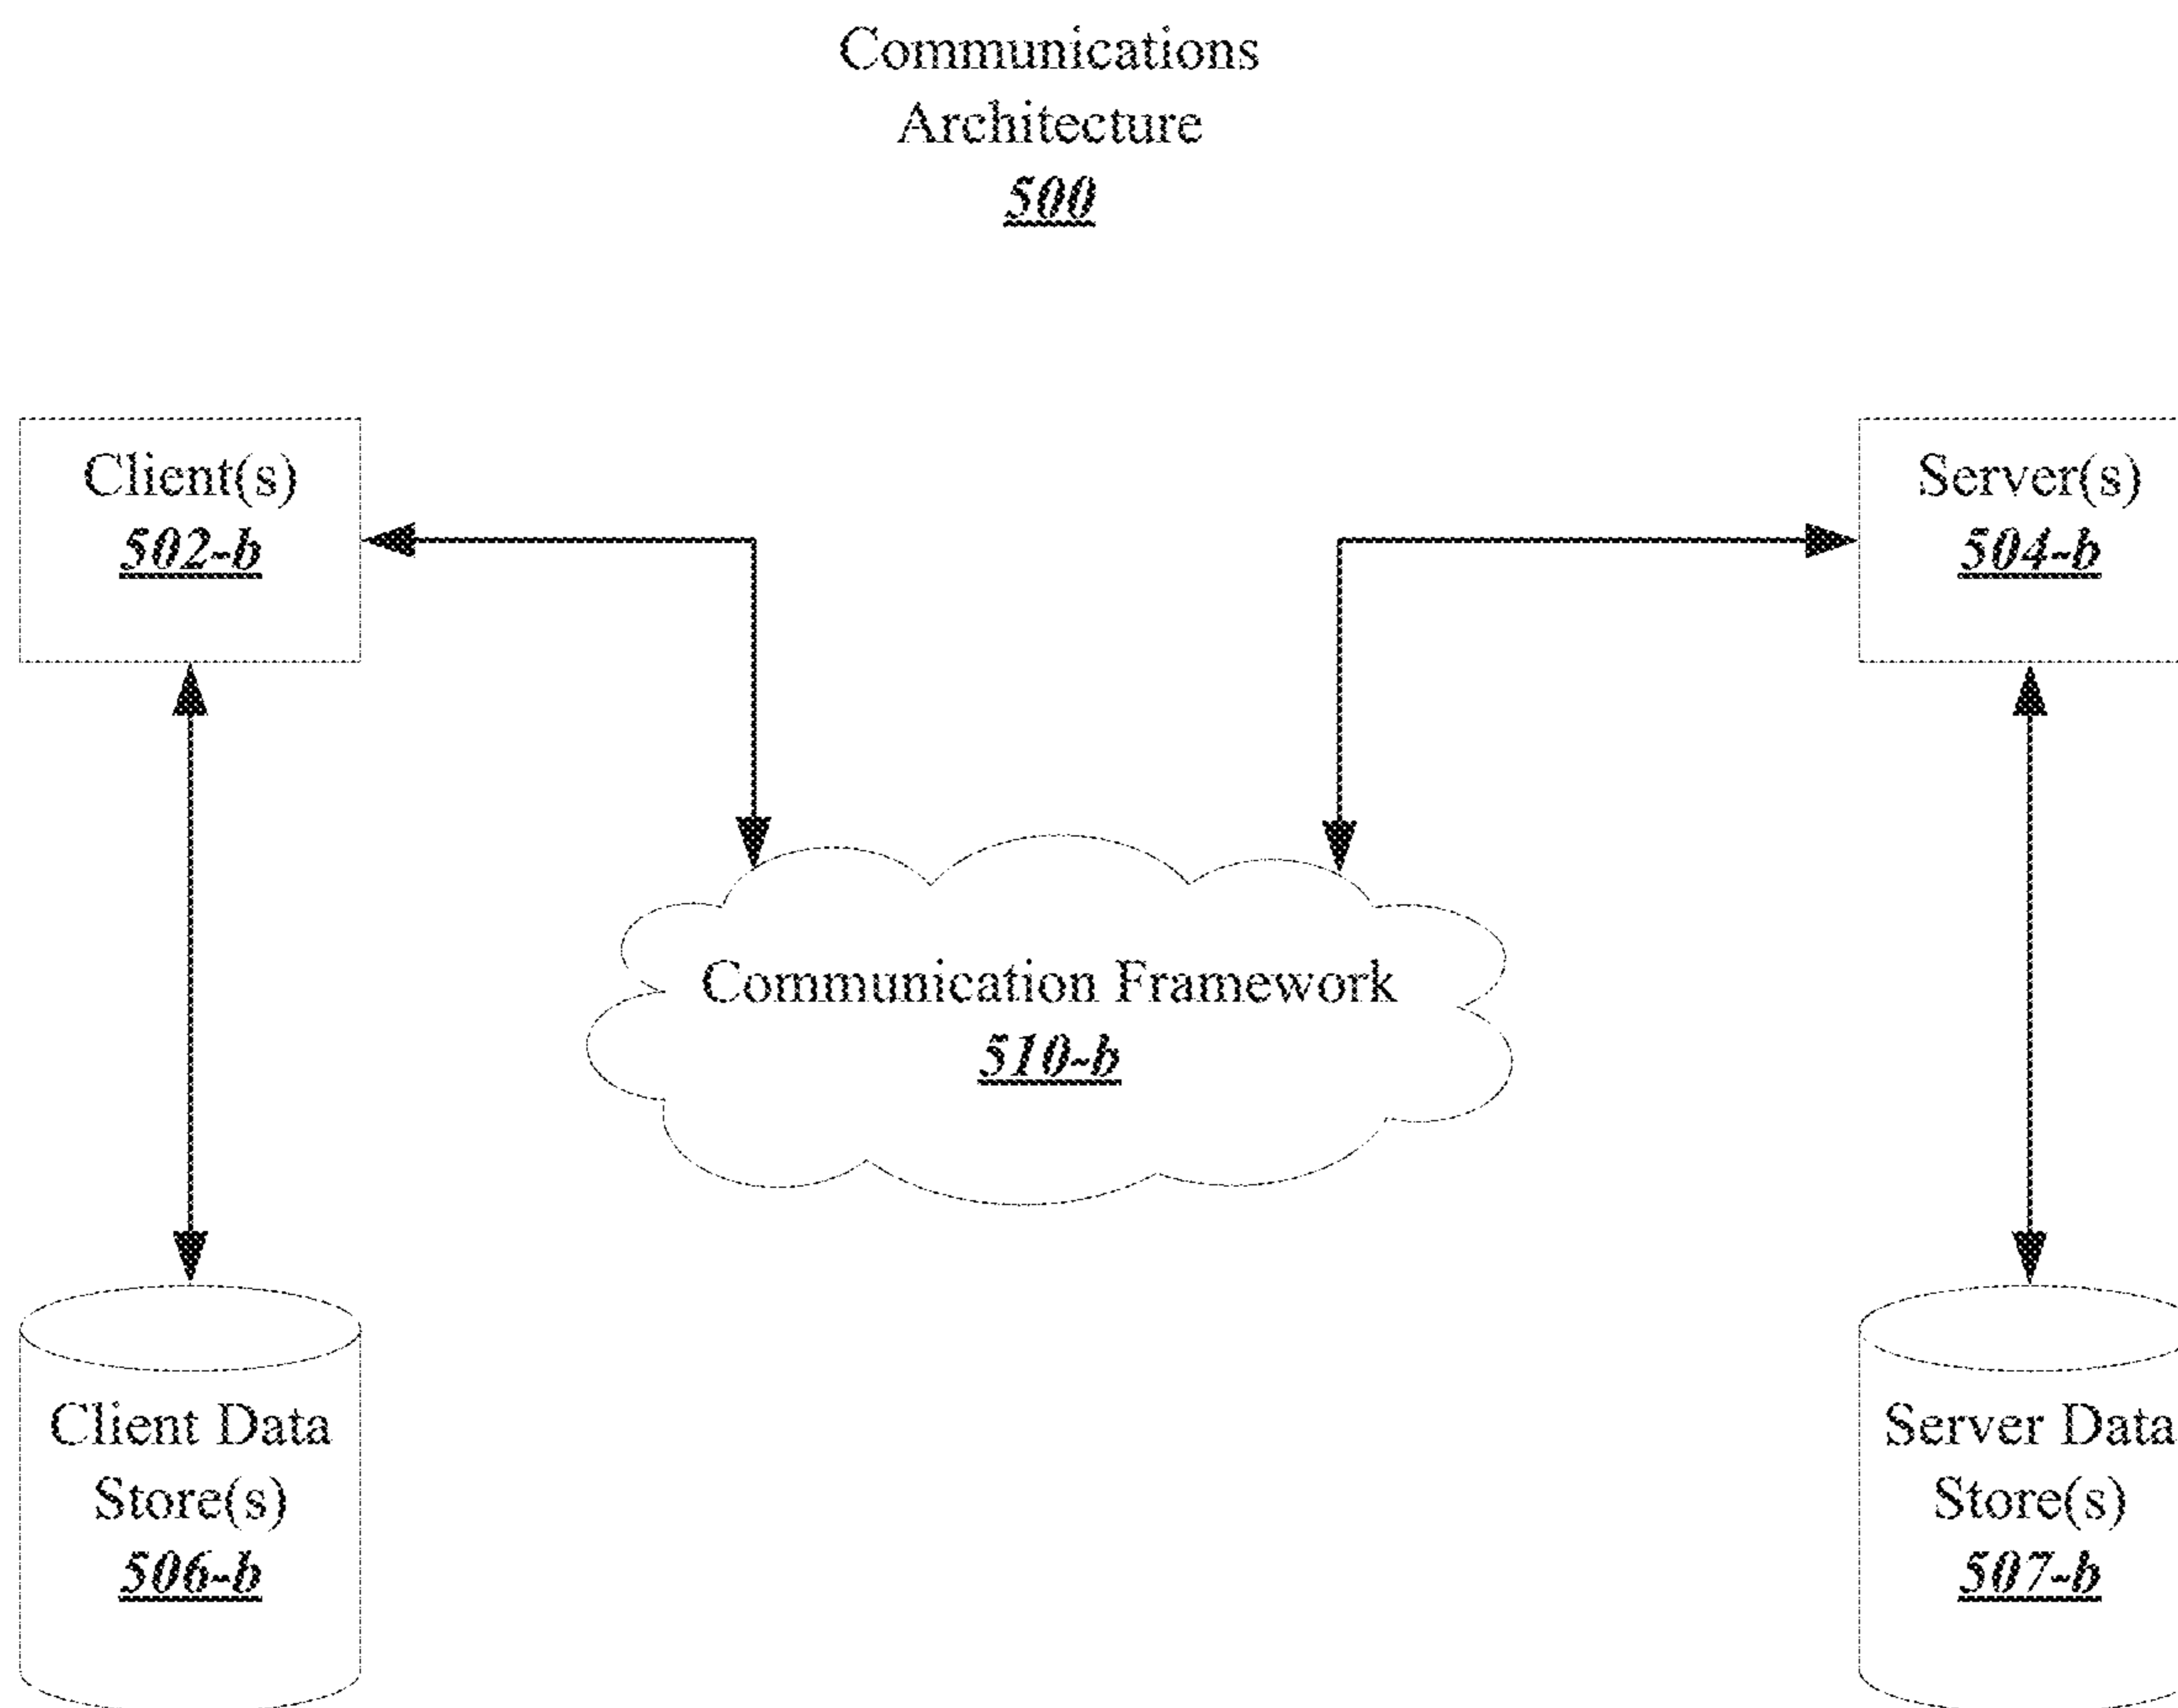 Communications
Architecture
500
Client(s)
502-b
Server(s)
504-b
Communication Framework
510-b
Client Data
Store(s)
506-b
Server Data
Store(s)
507-b